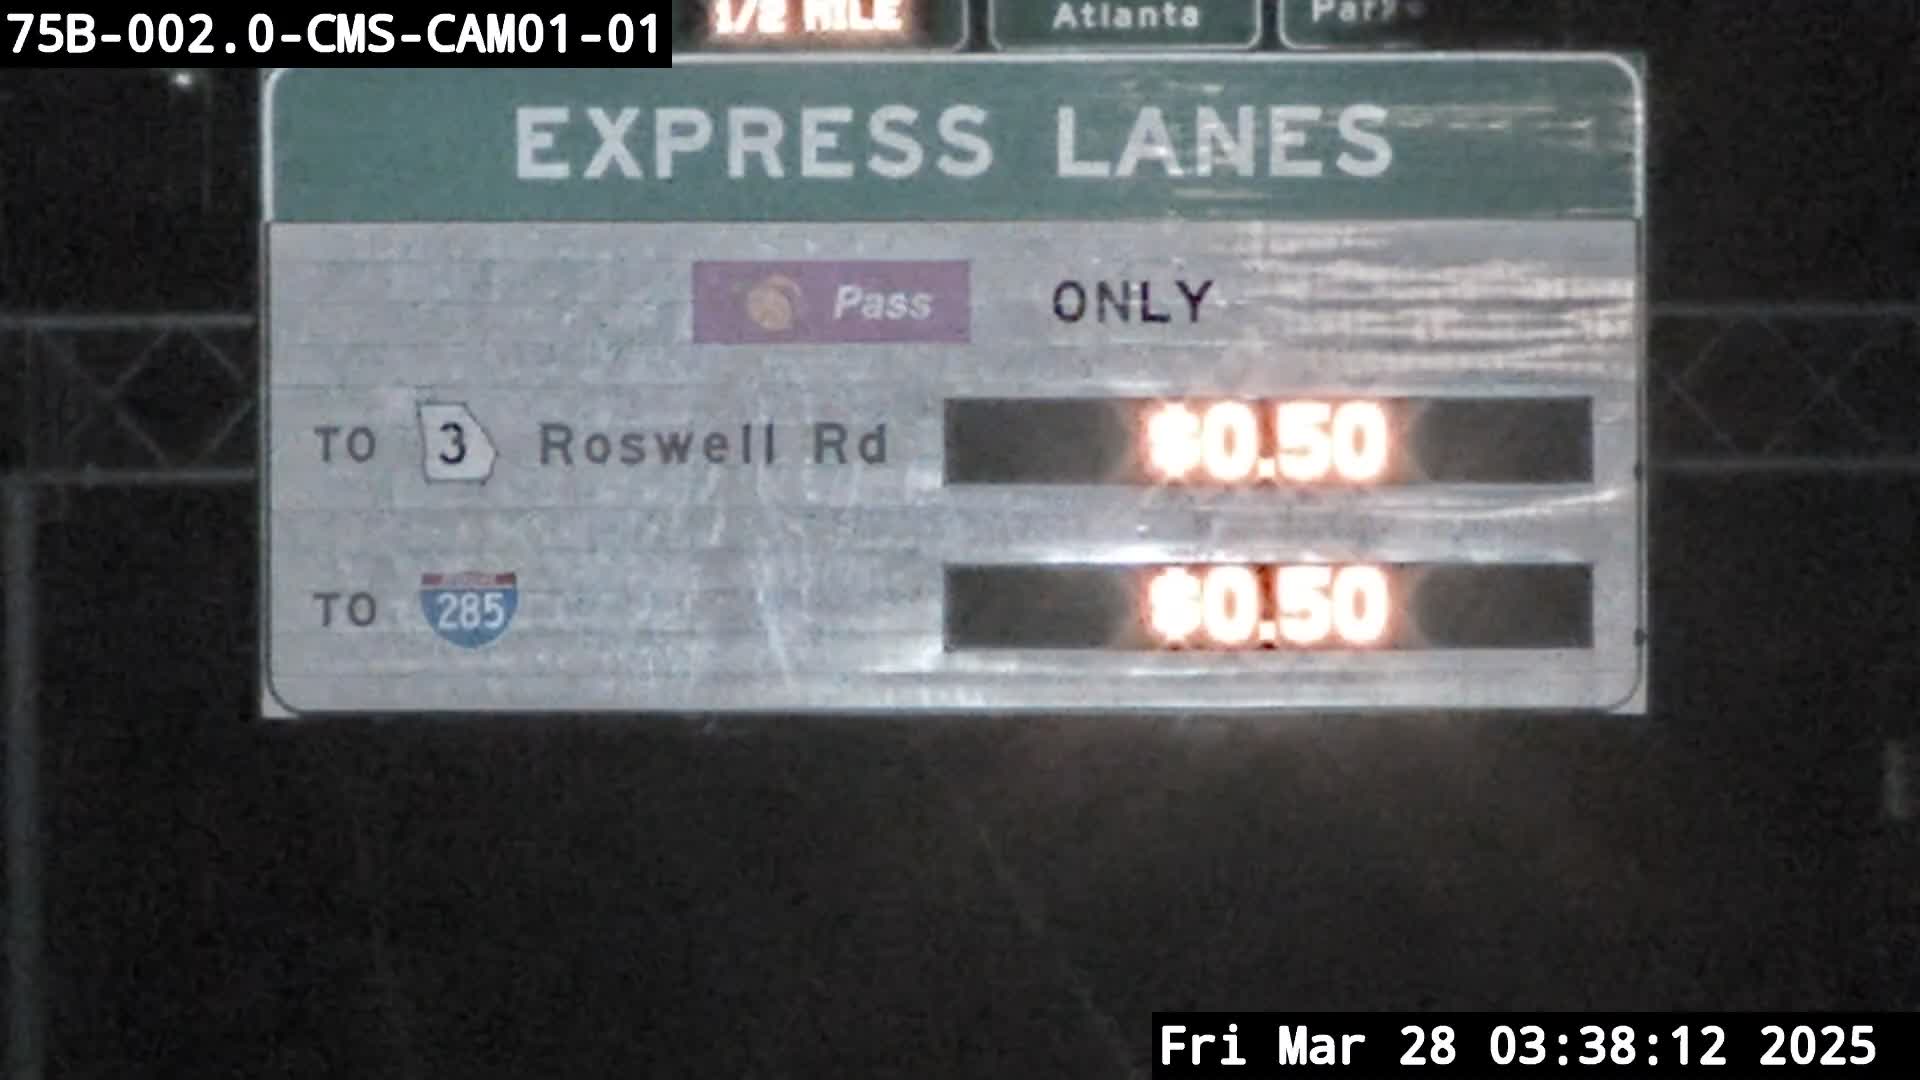 75B-002.0-CMS-CAM01-01
1/2 MILE
Atlanta
EXPRESS LANES
Pass ONLY
TO 3 Roswell Rd $0.50
TO 285 $0.50
Fri Mar 28 03:38:12 2025